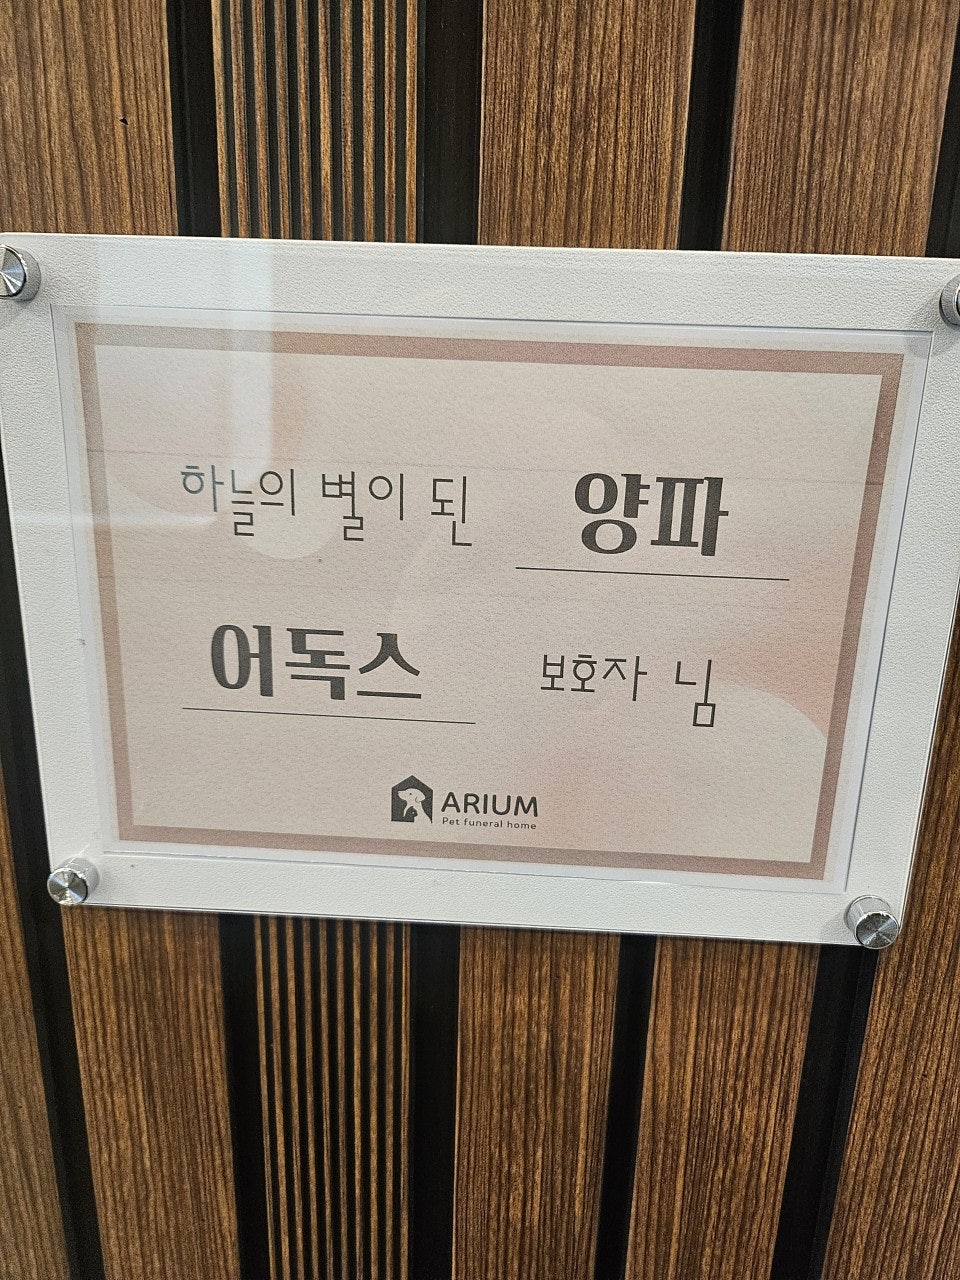 하늘의 별이 된 양파
어독스 보호자 님
ARIUM
Pet funeral home